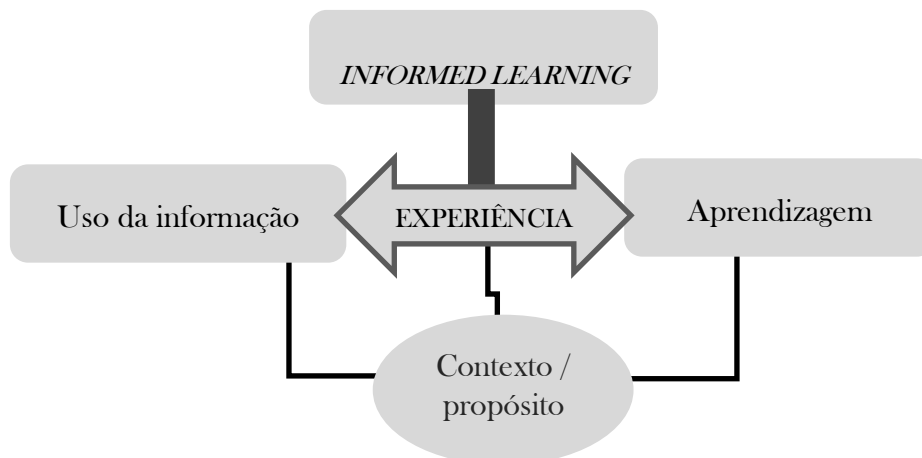 INFORMED LEARNING
Uso da informação
EXPERIÊNCIA
Aprendizagem
Contexto /
propósito